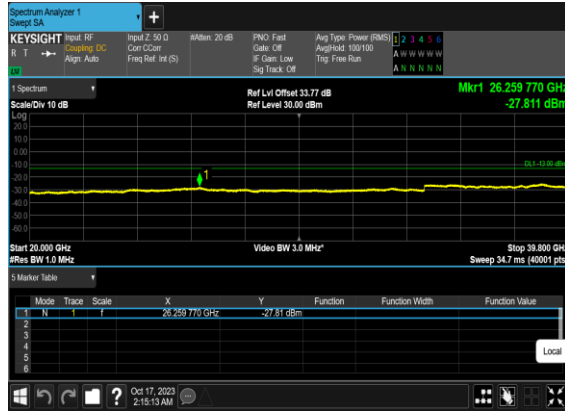 Spectrum Analyzer 1
Swept SA
+
KEYSIGHT Input: RF Input Z: 50 Ω #Atten: 20 dB PNO: Fast Avg Type: Power (RMS) 1 2 3 4 5 6
R T Coupling: DC Corr CCorr Gate: Off Avg|Hold: 100/100 A W W W W W
Align: Auto Freq Ref: Int (S) IF Gain: Low Trig: Free Run
Sig Track: Off A N N N N N
1 Spectrum
Ref Lvl Offset 33.77 dB Mkr1 26.259 770 GHz
Scale/Div 10 dB Ref Level 30.00 dBm -27.811 dBm
Log
20.0
10.0
0.00
-10.0 DL1 -13.00 dBm
-20.0 1
-30.0
-40.0
-50.0
-60.0
Start 20.000 GHz Video BW 3.0 MHz* Stop 39.800 GHz
#Res BW 1.0 MHz Sweep 34.7 ms (40001 pts)
5 Marker Table
Mode Trace Scale X Y Function Function Width Function Value
1 N 1 f 26.259 770 GHz -27.81 dBm
2
3
4
5
6
Local
? Oct 17, 2023
2:15:13 AM